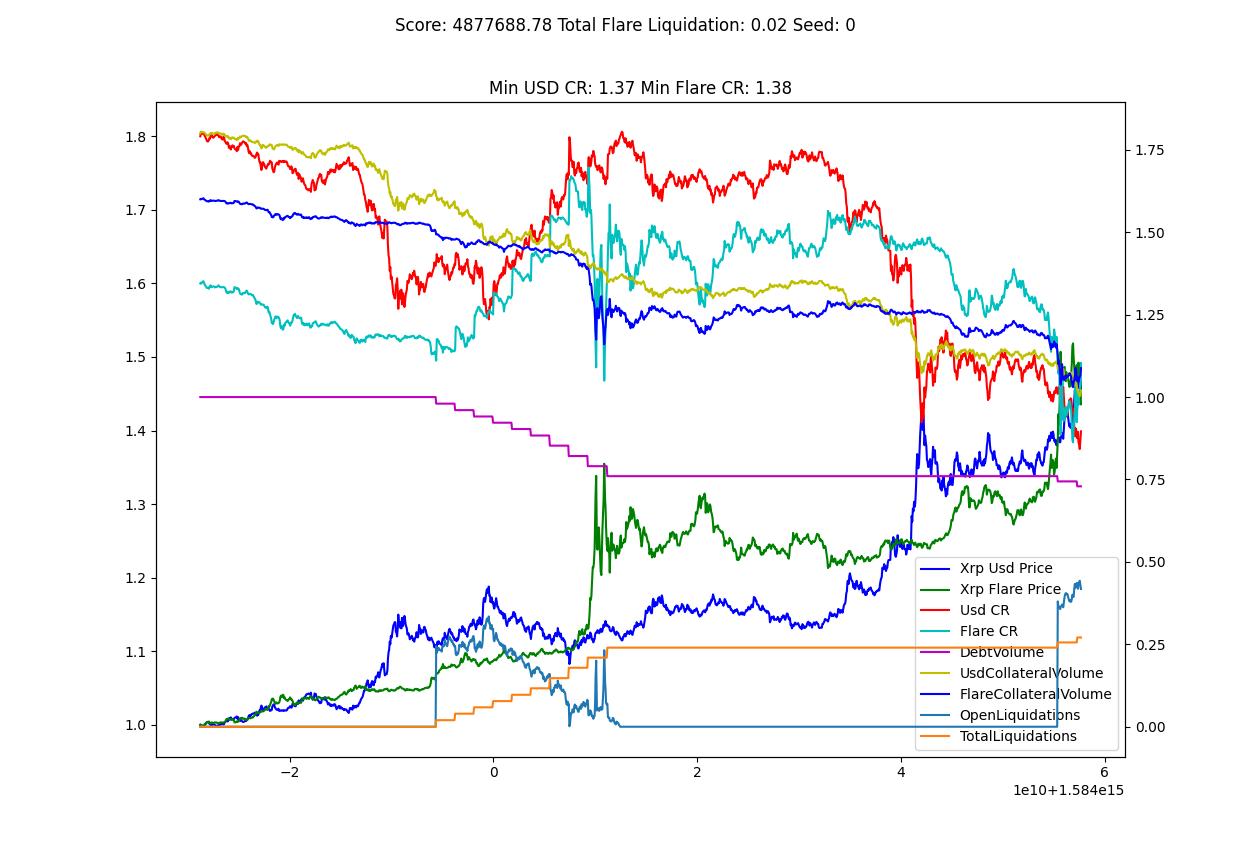 Score: 4877688.78 Total Flare Liquidation: 0.02 Seed: 0
Min USD CR: 1.37 Min Flare CR: 1.38
1.8
1.7
1.6
1.5
1.4
1.3
1.2
1.1
1.0
1.75
1.50
1.25
1.00
0.75
0.50
0.25
0.00
Xrp Usd Price
Xrp Flare Price
Usd CR
Flare CR
DebtVolume
UsdCollateralVolume
FlareCollateralVolume
OpenLiquidations
TotalLiquidations
−2
0
2
4
6
1e10+1.584e15